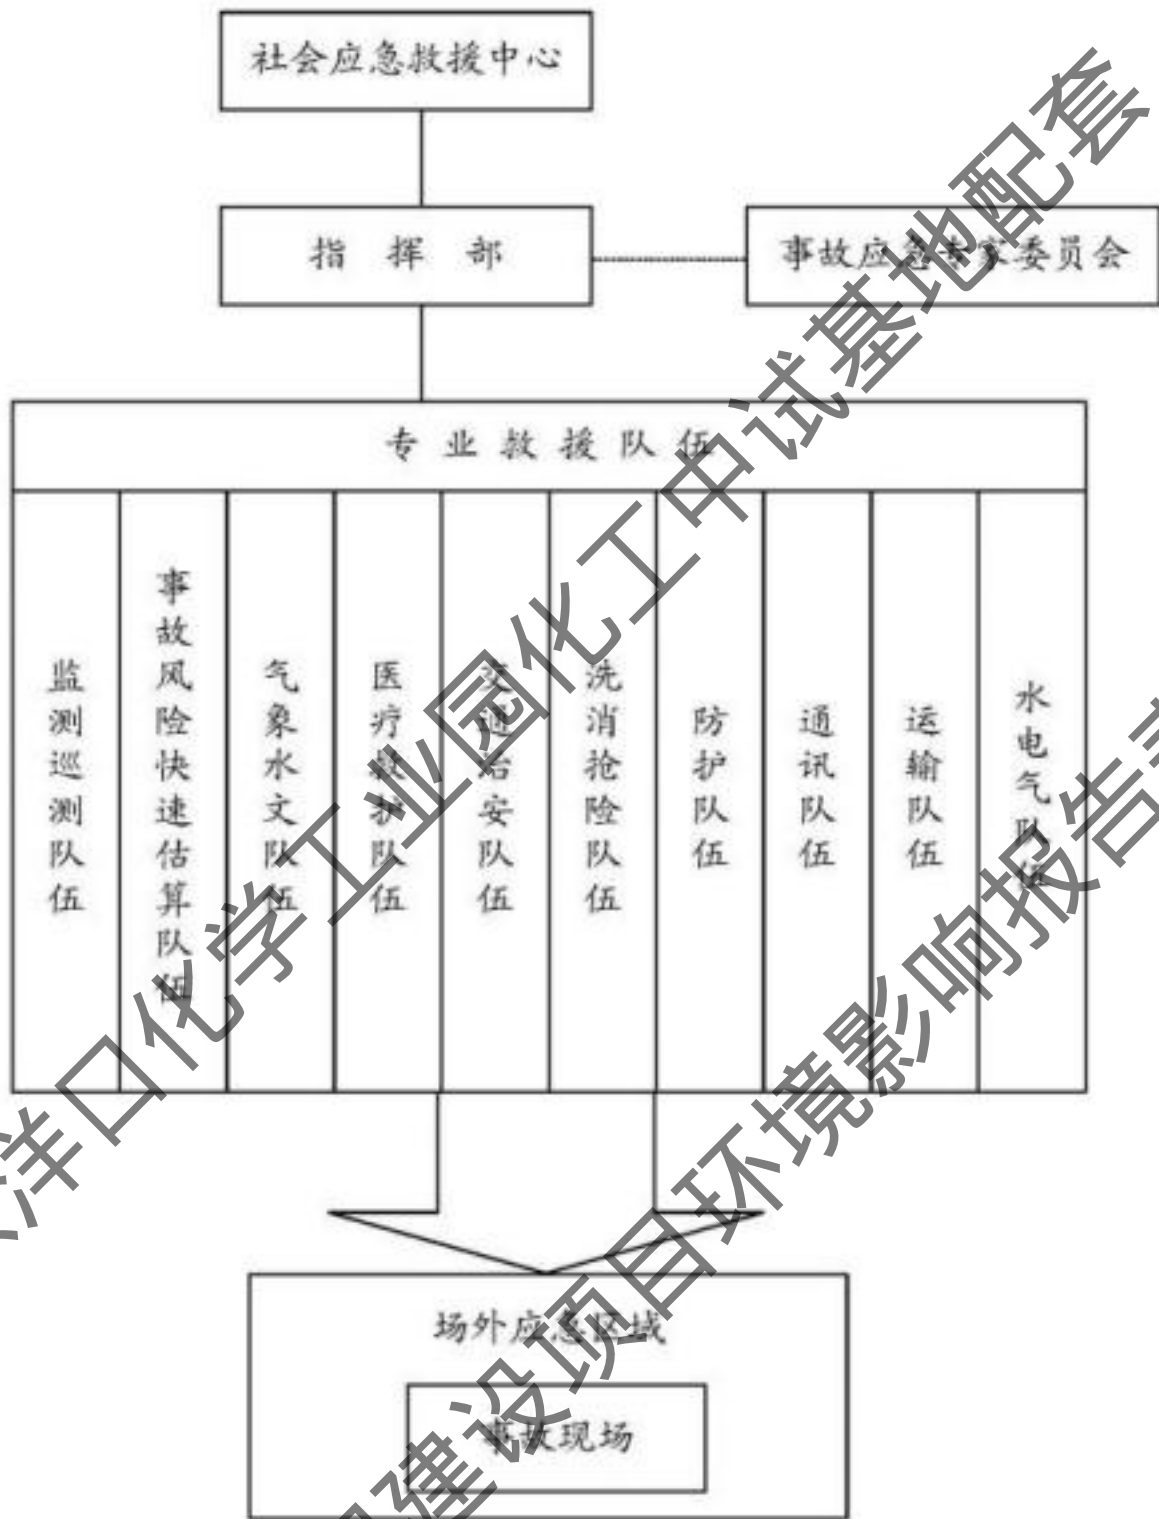 社会应急救援中心
指挥部
事故应急专家委员会
专业救援队伍
监测巡测队伍
事故风险快速估算队伍
气象水文队伍
医疗救护队伍
交通治安队伍
洗消抢险队伍
防护队伍
通讯队伍
运输队伍
水电气队伍
场外应急区域
事故现场
洋口化学工业园化工中试基地配套
建设项目环境影响报告